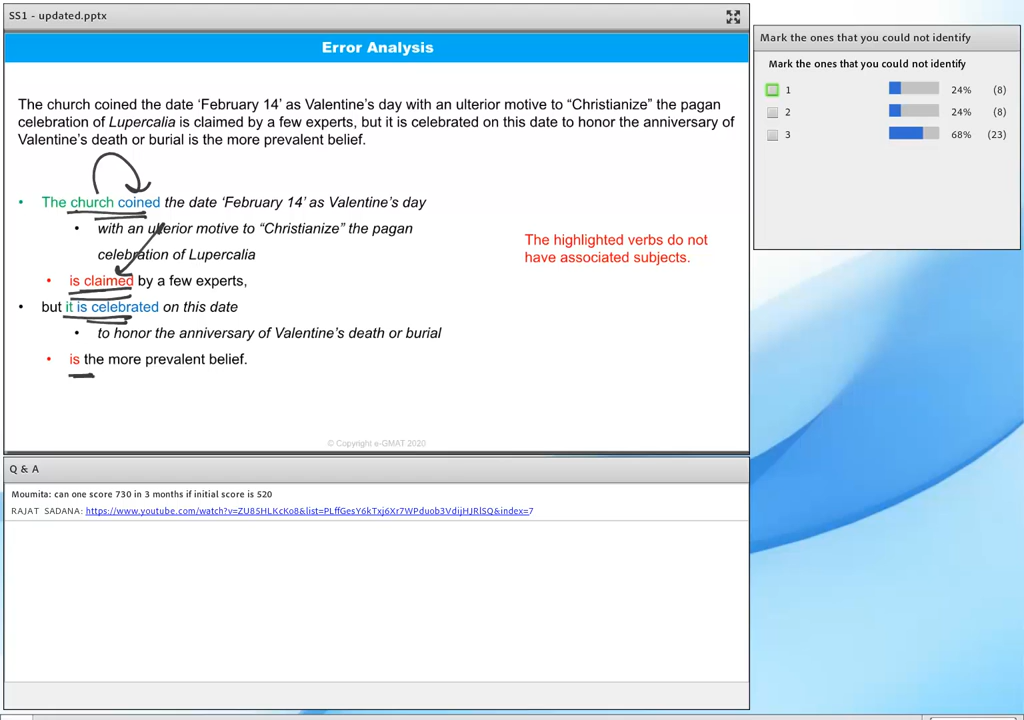 SS1 - updated.pptx
Error Analysis
The church coined the date ‘February 14’ as Valentine’s day with an ulterior motive to “Christianize” the pagan
celebration of Lupercalia is claimed by a few experts, but it is celebrated on this date to honor the anniversary of
Valentine’s death or burial is the more prevalent belief.
• The church coined the date ‘February 14’ as Valentine’s day
• with an ulterior motive to “Christianize” the pagan
celebration of Lupercalia
• is claimed by a few experts,
• but it is celebrated on this date
• to honor the anniversary of Valentine’s death or burial
• is the more prevalent belief.
The highlighted verbs do not
have associated subjects.
© Copyright e-GMAT 2020
Mark the ones that you could not identify
Mark the ones that you could not identify
1 24% (8)
2 24% (8)
3 68% (23)
Q & A
Moumita: can one score 730 in 3 months if initial score is 520
RAJAT SADANA: https://www.youtube.com/watch?v=ZU85HLKcKo8&list=PLffGesY6kTxj6Xr7WPduob3VdijHJRlSQ&index=7